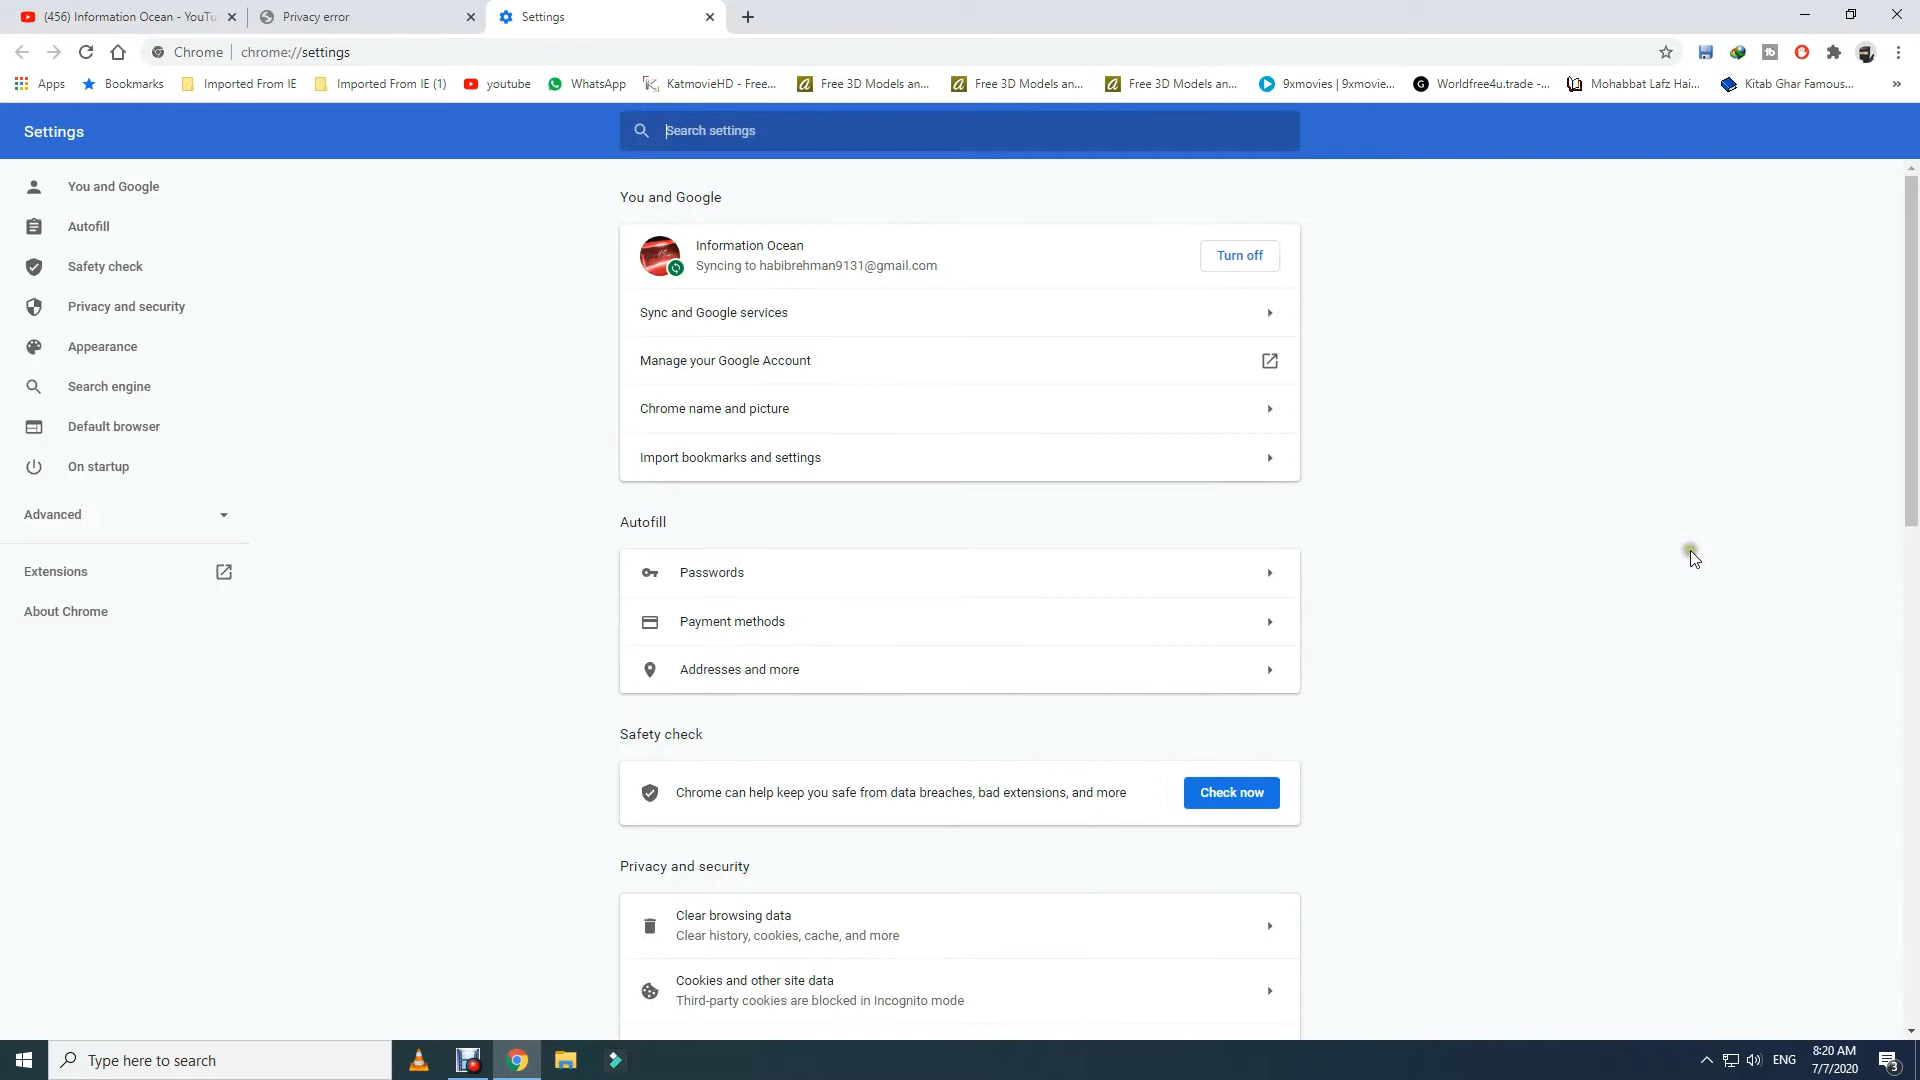 (456) Information Ocean - YouTu
Privacy error
Settings
Chrome
chrome://settings
Apps
Bookmarks
Imported From IE
Imported From IE (1)
youtube
WhatsApp
KatmovieHD - Free...
Free 3D Models an...
Free 3D Models an...
Free 3D Models an...
9xmovies | 9xmovie...
Worldfree4u.trade -...
Mohabbat Lafz Hai...
Kitab Ghar Famous...
»
Settings
Search settings
You and Google
Autofill
Safety check
Privacy and security
Appearance
Search engine
Default browser
On startup
Advanced
Extensions
About Chrome
You and Google
Information Ocean
Syncing to habibrehman9131@gmail.com
Turn off
Sync and Google services
Manage your Google Account
Chrome name and picture
Import bookmarks and settings
Autofill
Passwords
Payment methods
Addresses and more
Safety check
Chrome can help keep you safe from data breaches, bad extensions, and more
Check now
Privacy and security
Clear browsing data
Clear history, cookies, cache, and more
Cookies and other site data
Third-party cookies are blocked in Incognito mode
Type here to search
ENG
8:20 AM
7/7/2020
3